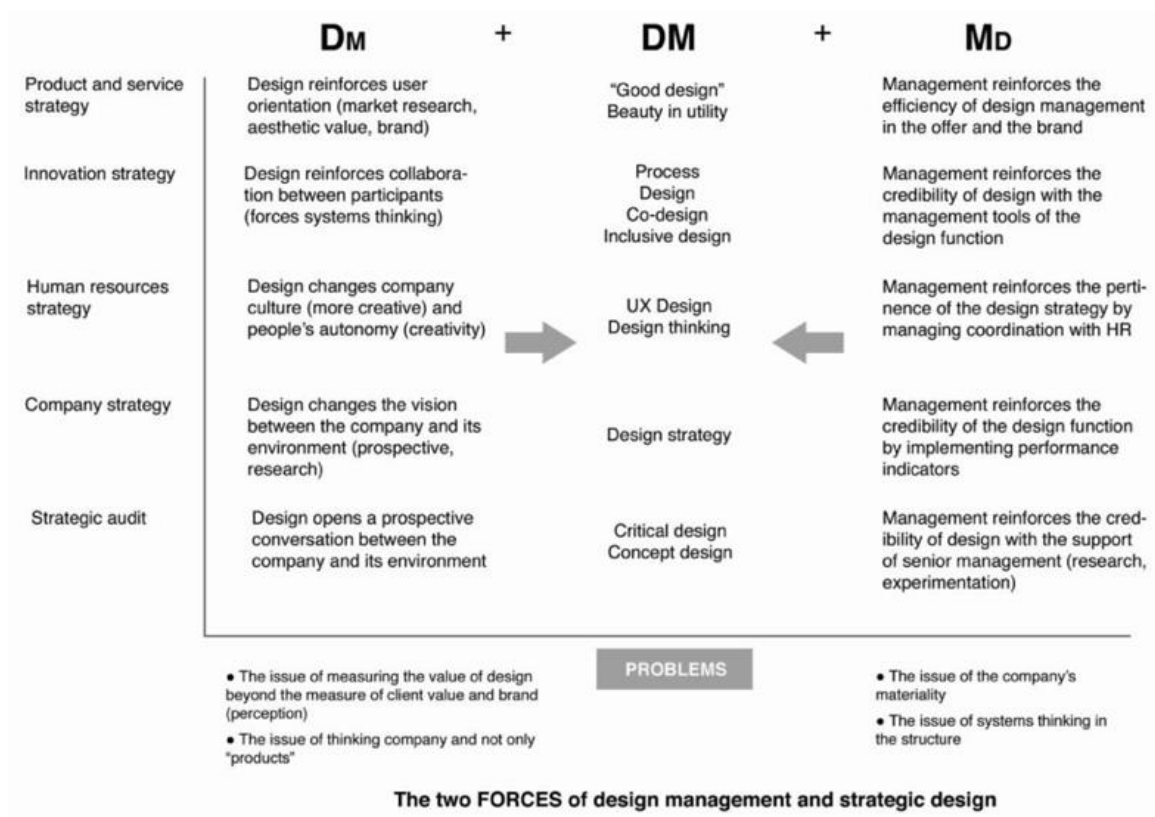 DM + DM + MD
Product and service
strategy
Design reinforces user
orientation (market research,
aesthetic value, brand)
“Good design”
Beauty in utility
Management reinforces the
efficiency of design management
in the offer and the brand
Innovation strategy
Design reinforces collabora-
tion between participants
(forces systems thinking)
Process
Design
Co-design
Inclusive design
Management reinforces the
credibility of design with the
management tools of the
design function
Human resources
strategy
Design changes company
culture (more creative) and
people’s autonomy (creativity)
UX Design
Design thinking
Management reinforces the perti-
nence of the design strategy by
managing coordination with HR
Company strategy
Design changes the vision
between the company and its
environment (prospective,
research)
Design strategy
Management reinforces the
credibility of the design function
by implementing performance
indicators
Strategic audit
Design opens a prospective
conversation between the
company and its environment
Critical design
Concept design
Management reinforces the cred-
ibility of design with the support
of senior management (research,
experimentation)
PROBLEMS
• The issue of measuring the value of design
beyond the measure of client value and brand
(perception)
• The issue of thinking company and not only
“products”
• The issue of the company’s
materiality
• The issue of systems thinking in
the structure
The two FORCES of design management and strategic design